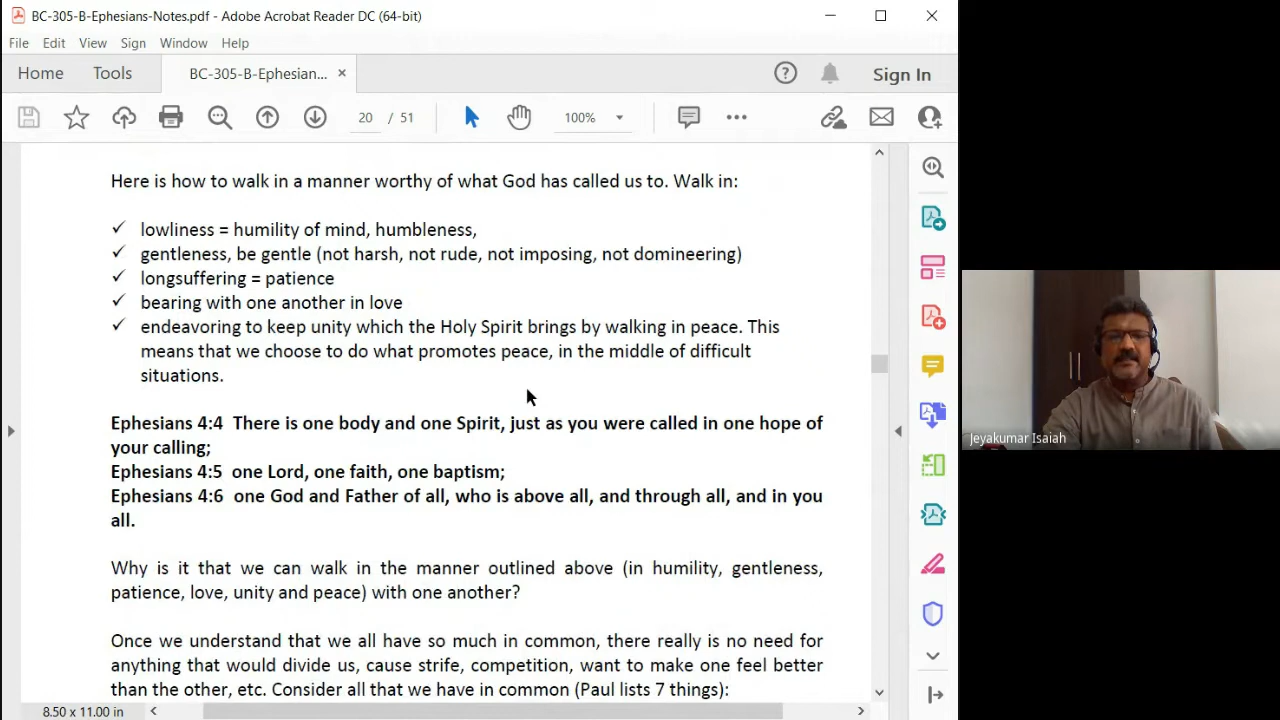 BC-305-B-Ephesians-Notes.pdf - Adobe Acrobat Reader DC (64-bit)
File Edit View Sign Window Help
Home Tools BC-305-B-Ephesian... × Sign In
20 / 51 100%
Here is how to walk in a manner worthy of what God has called us to. Walk in:
✓ lowliness = humility of mind, humbleness,
✓ gentleness, be gentle (not harsh, not rude, not imposing, not domineering)
✓ longsuffering = patience
✓ bearing with one another in love
✓ endeavoring to keep unity which the Holy Spirit brings by walking in peace. This
means that we choose to do what promotes peace, in the middle of difficult
situations.
Ephesians 4:4 There is one body and one Spirit, just as you were called in one hope of
your calling;
Ephesians 4:5 one Lord, one faith, one baptism;
Ephesians 4:6 one God and Father of all, who is above all, and through all, and in you
all.
Why is it that we can walk in the manner outlined above (in humility, gentleness,
patience, love, unity and peace) with one another?
Once we understand that we all have so much in common, there really is no need for
anything that would divide us, cause strife, competition, want to make one feel better
than the other, etc. Consider all that we have in common (Paul lists 7 things):
8.50 x 11.00 in
Jeyakumar Isaiah